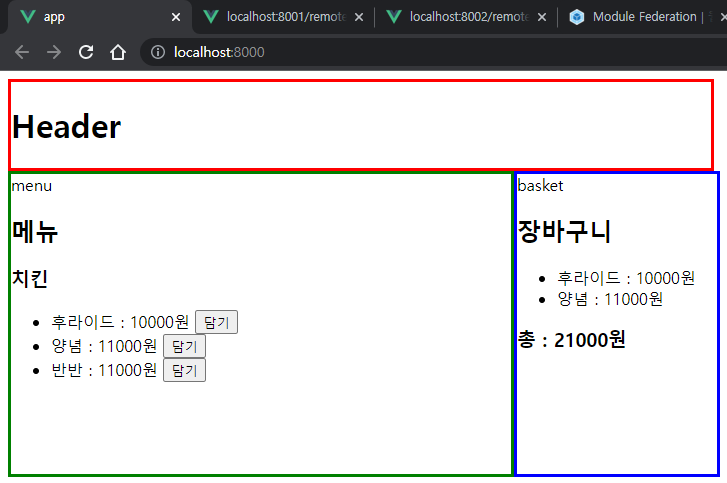 app
localhost:8001/remote
localhost:8002/remote
Module Federation |
localhost:8000
Header
menu
메뉴
치킨
후라이드 : 10000원 담기
양념 : 11000원 담기
반반 : 11000원 담기
basket
장바구니
후라이드 : 10000원
양념 : 11000원
총 : 21000원